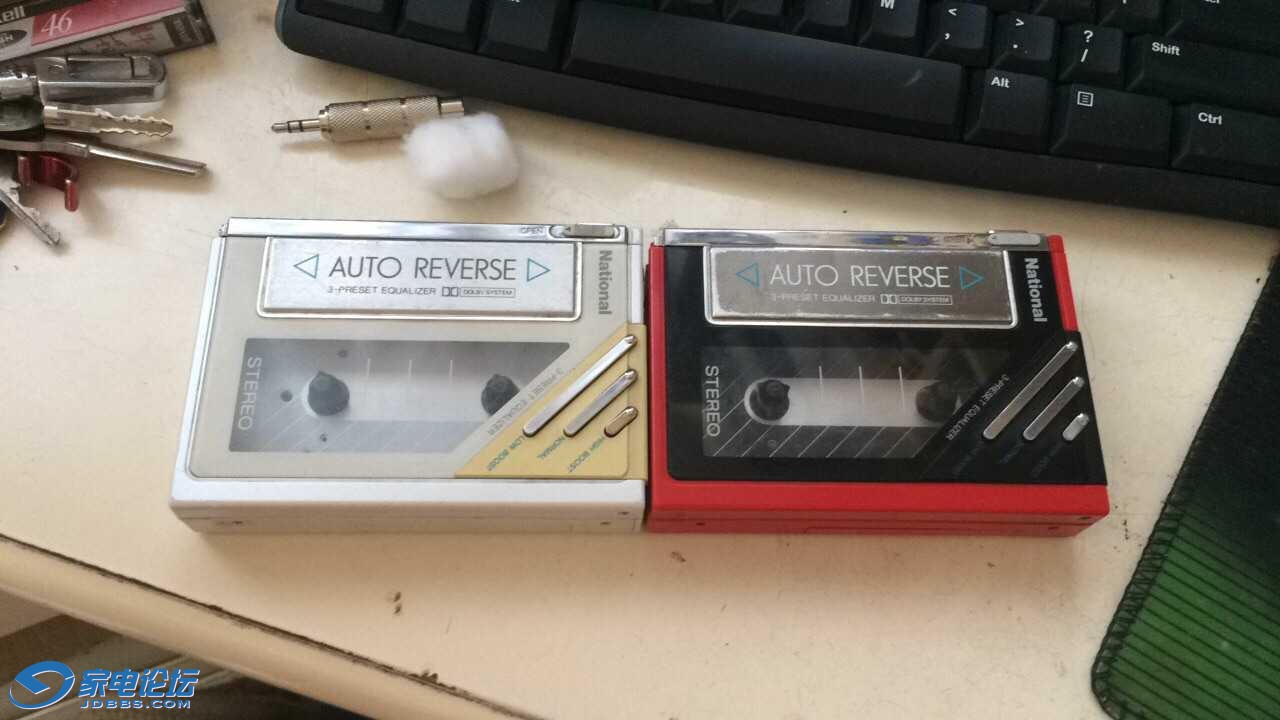 ell
46
M
<
,
>
.
?
/
Shift
Alt
Ctrl
OPEN
AUTO REVERSE
3-PRESET EQUALIZER DOLBY SYSTEM
National
STEREO
3-PRESET EQUALIZER
LOW BOOST
NORMAL
HIGH BOOST
AUTO REVERSE
3-PRESET EQUALIZER DOLBY SYSTEM
National
STEREO
3-PRESET EQUALIZER
家电论坛
JDBBS.COM